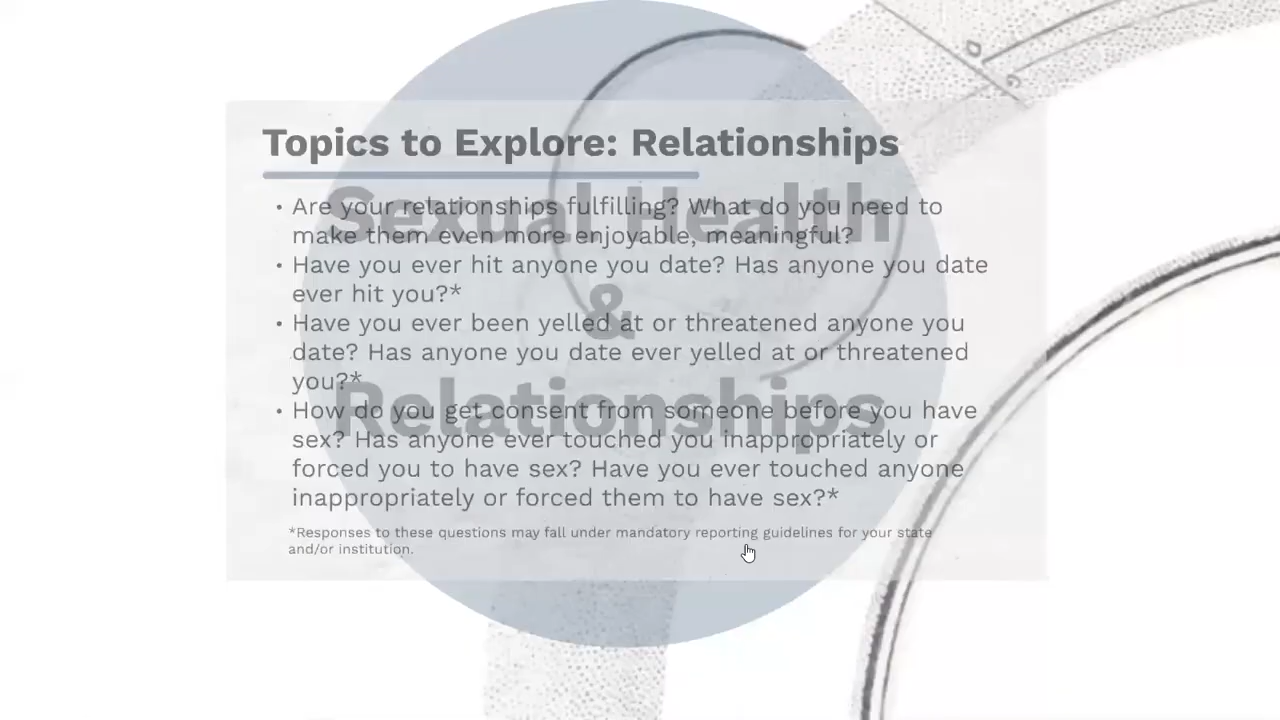 Topics to Explore: Relationships
Sexual Health
&
Relationships
• Are your relationships fulfilling? What do you need to
make them even more enjoyable, meaningful?
• Have you ever hit anyone you date? Has anyone you date
ever hit you?*
• Have you ever been yelled at or threatened anyone you
date? Has anyone you date ever yelled at or threatened
you?*
• How do you get consent from someone before you have
sex? Has anyone ever touched you inappropriately or
forced you to have sex? Have you ever touched anyone
inappropriately or forced them to have sex?*
*Responses to these questions may fall under mandatory reporting guidelines for your state
and/or institution.
D